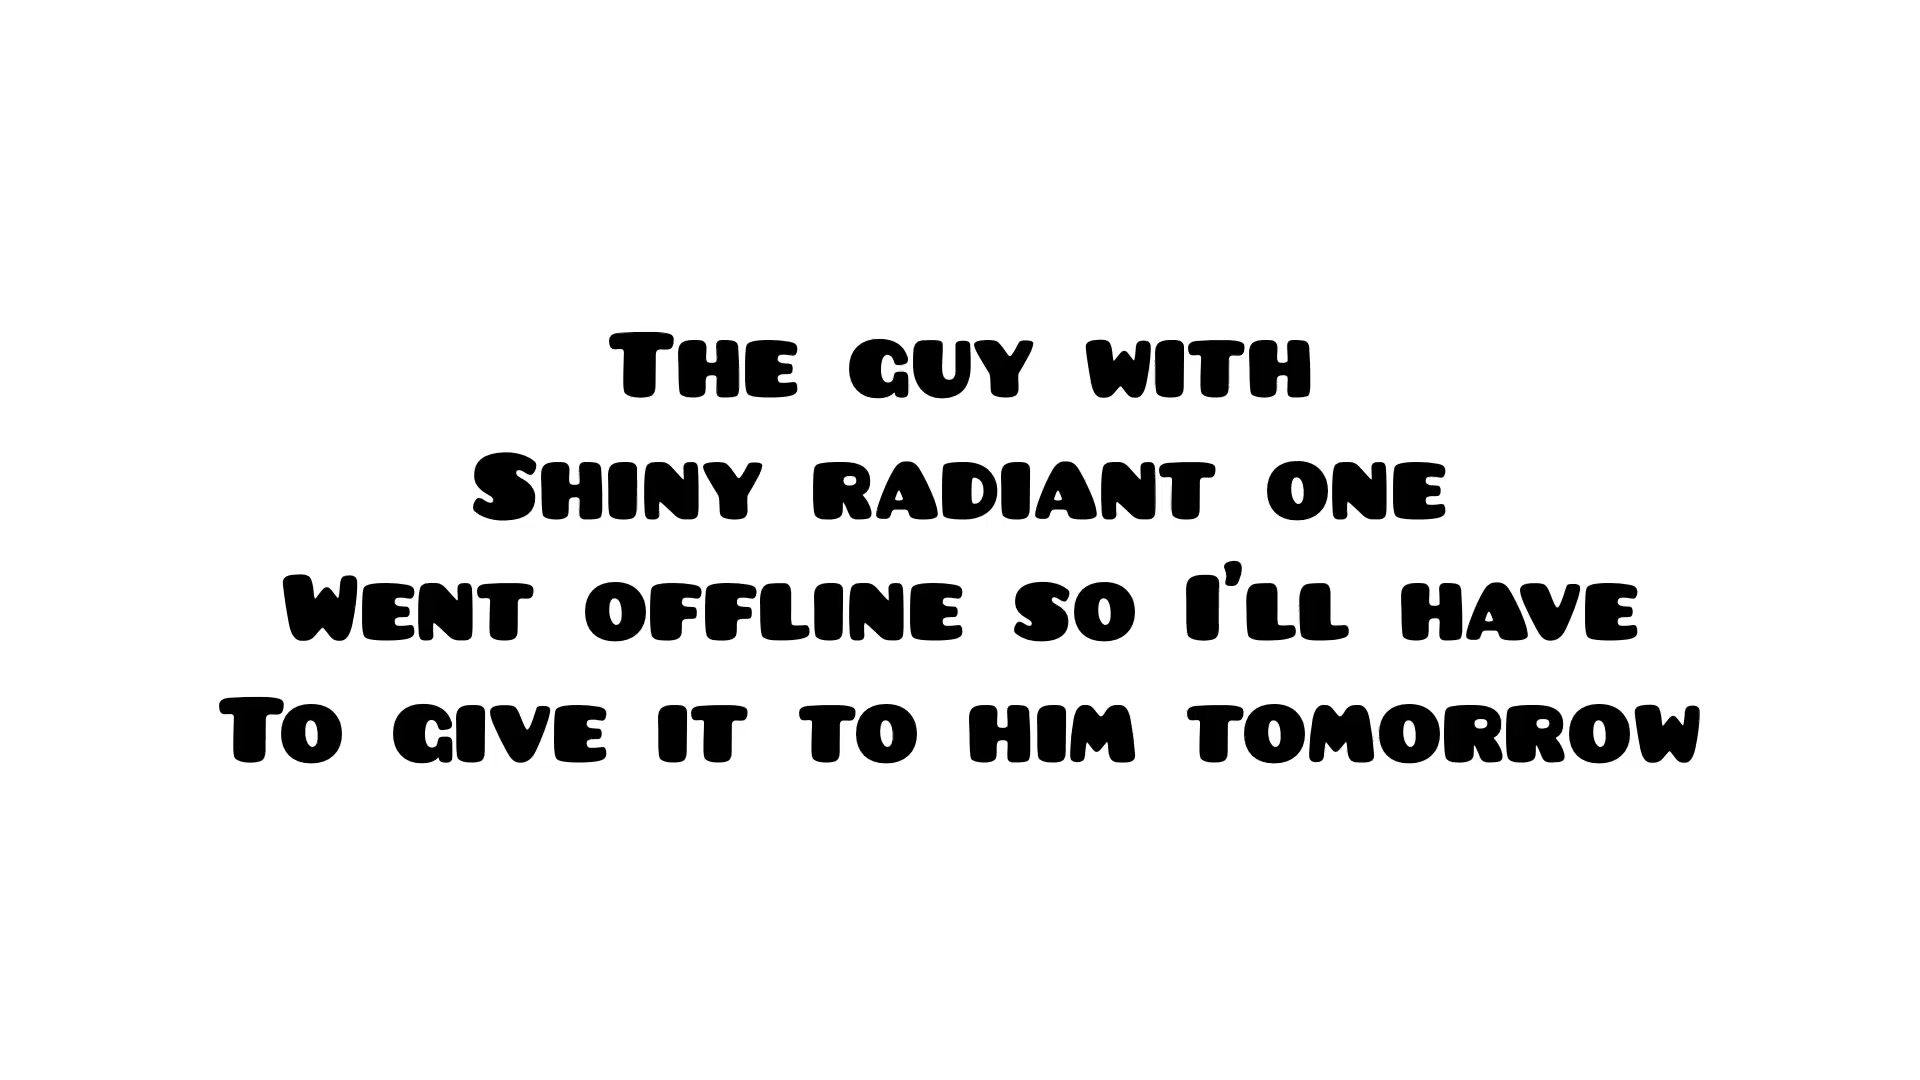 The guy with
Shiny radiant one
Went offline so I'll have
To give it to him tomorrow